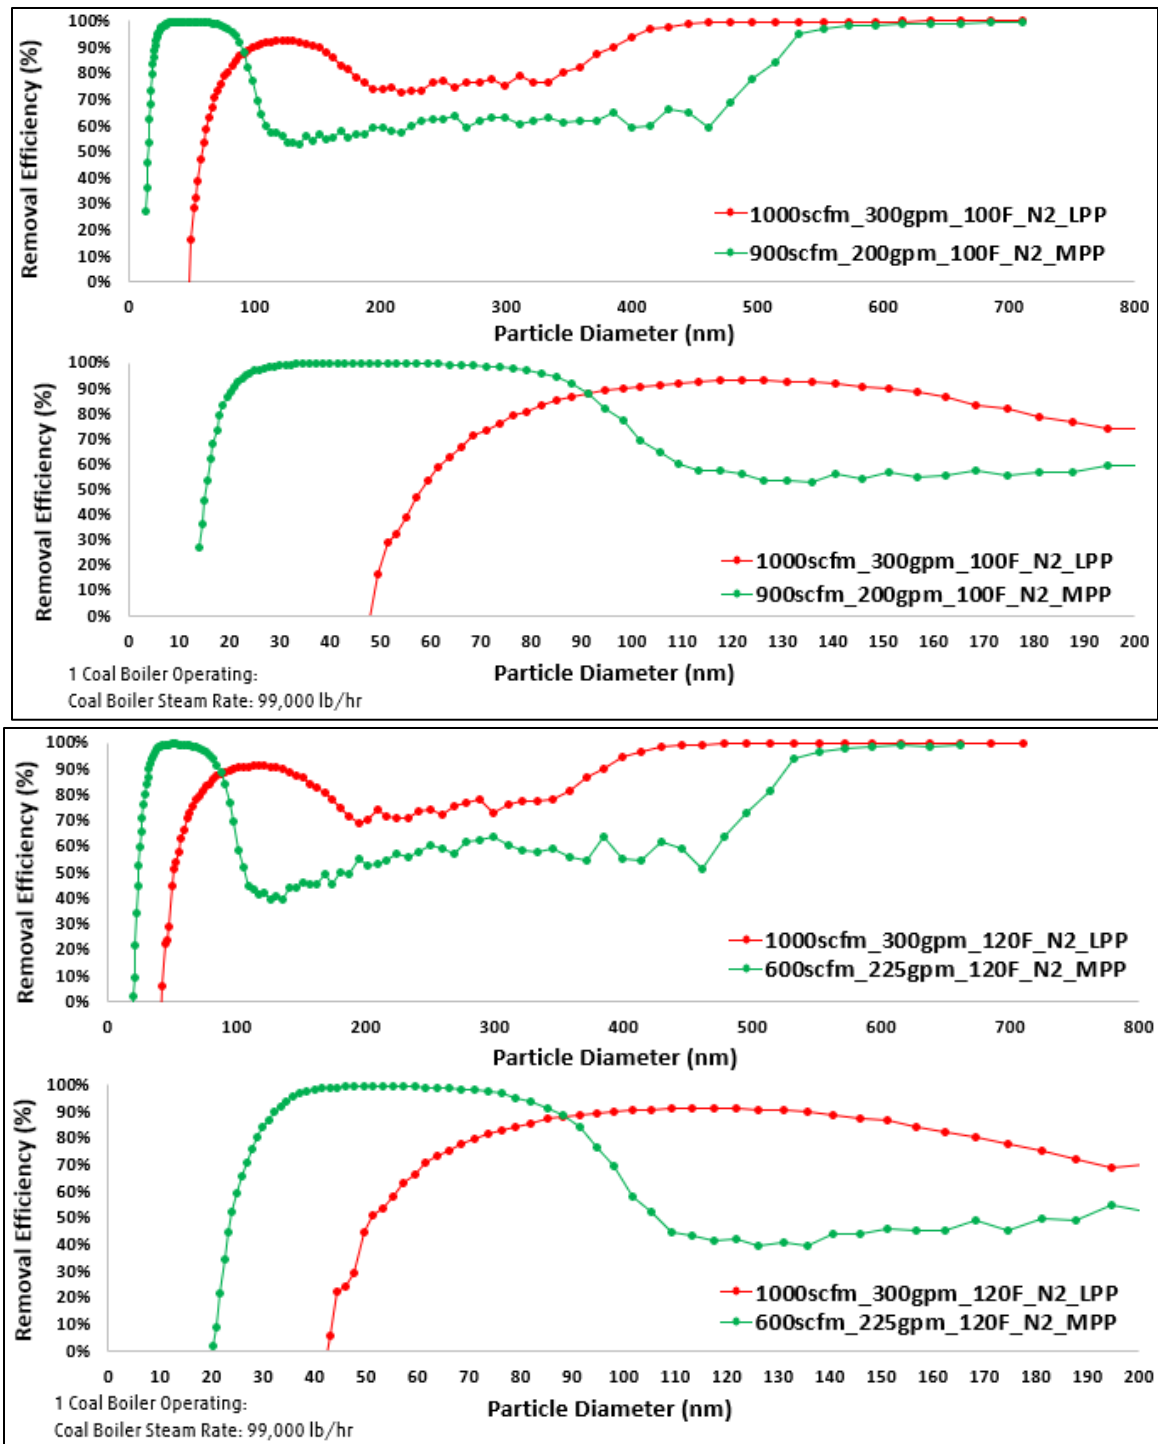 100%
90%
80%
70%
60%
50%
40%
30%
20%
10%
0%
Removal Efficiency (%)
1000scfm_300gpm_100F_N2_LPP
900scfm_200gpm_100F_N2_MPP
0 100 200 300 400 500 600 700 800
Particle Diameter (nm)
100%
90%
80%
70%
60%
50%
40%
30%
20%
10%
0%
Removal Efficiency (%)
1000scfm_300gpm_100F_N2_LPP
900scfm_200gpm_100F_N2_MPP
0 10 20 30 40 50 60 70 80 90 100 110 120 130 140 150 160 170 180 190 200
Particle Diameter (nm)
1 Coal Boiler Operating:
Coal Boiler Steam Rate: 99,000 lb/hr
100%
90%
80%
70%
60%
50%
40%
30%
20%
10%
0%
Removal Efficiency (%)
1000scfm_300gpm_120F_N2_LPP
600scfm_225gpm_120F_N2_MPP
0 100 200 300 400 500 600 700 800
Particle Diameter (nm)
100%
90%
80%
70%
60%
50%
40%
30%
20%
10%
0%
Removal Efficiency (%)
1000scfm_300gpm_120F_N2_LPP
600scfm_225gpm_120F_N2_MPP
0 10 20 30 40 50 60 70 80 90 100 110 120 130 140 150 160 170 180 190 200
Particle Diameter (nm)
1 Coal Boiler Operating:
Coal Boiler Steam Rate: 99,000 lb/hr